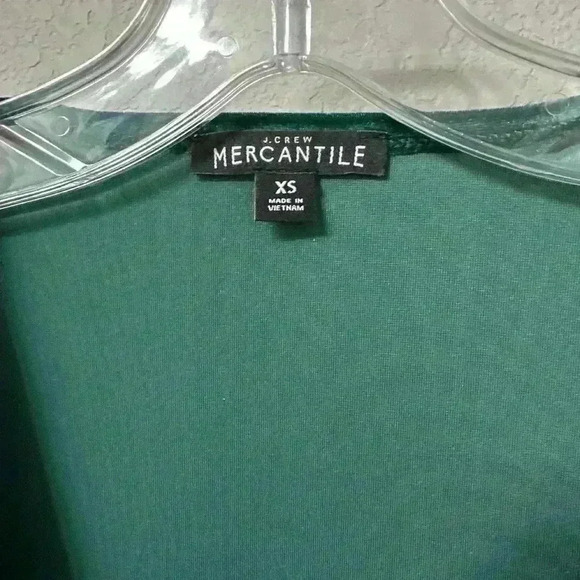 J.CREW
MERCANTILE
XS
MADE IN
VIETNAM